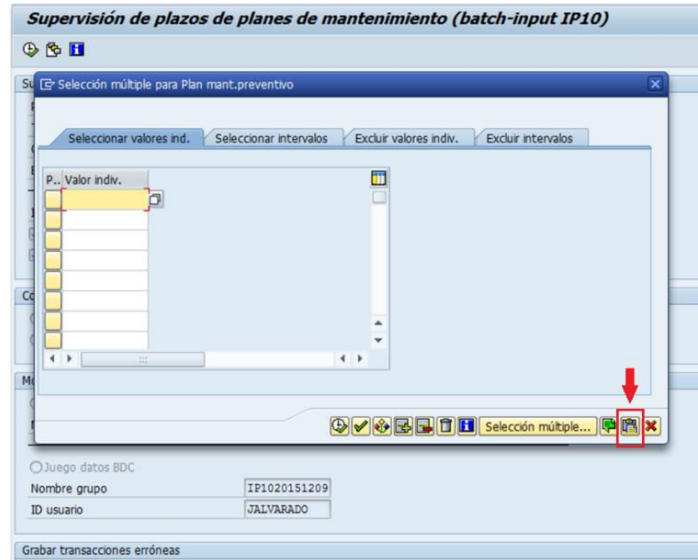 Supervisión de plazos de planes de mantenimiento (batch-input IP10)
Selección múltiple para Plan mant.preventivo
Seleccionar valores ind.
Seleccionar intervalos
Excluir valores indiv.
Excluir intervalos
P.. Valor indiv.
Selección múltiple...
Juego datos BDC
Nombre grupo IP1020151209
ID usuario JALVARADO
Grabar transacciones erróneas